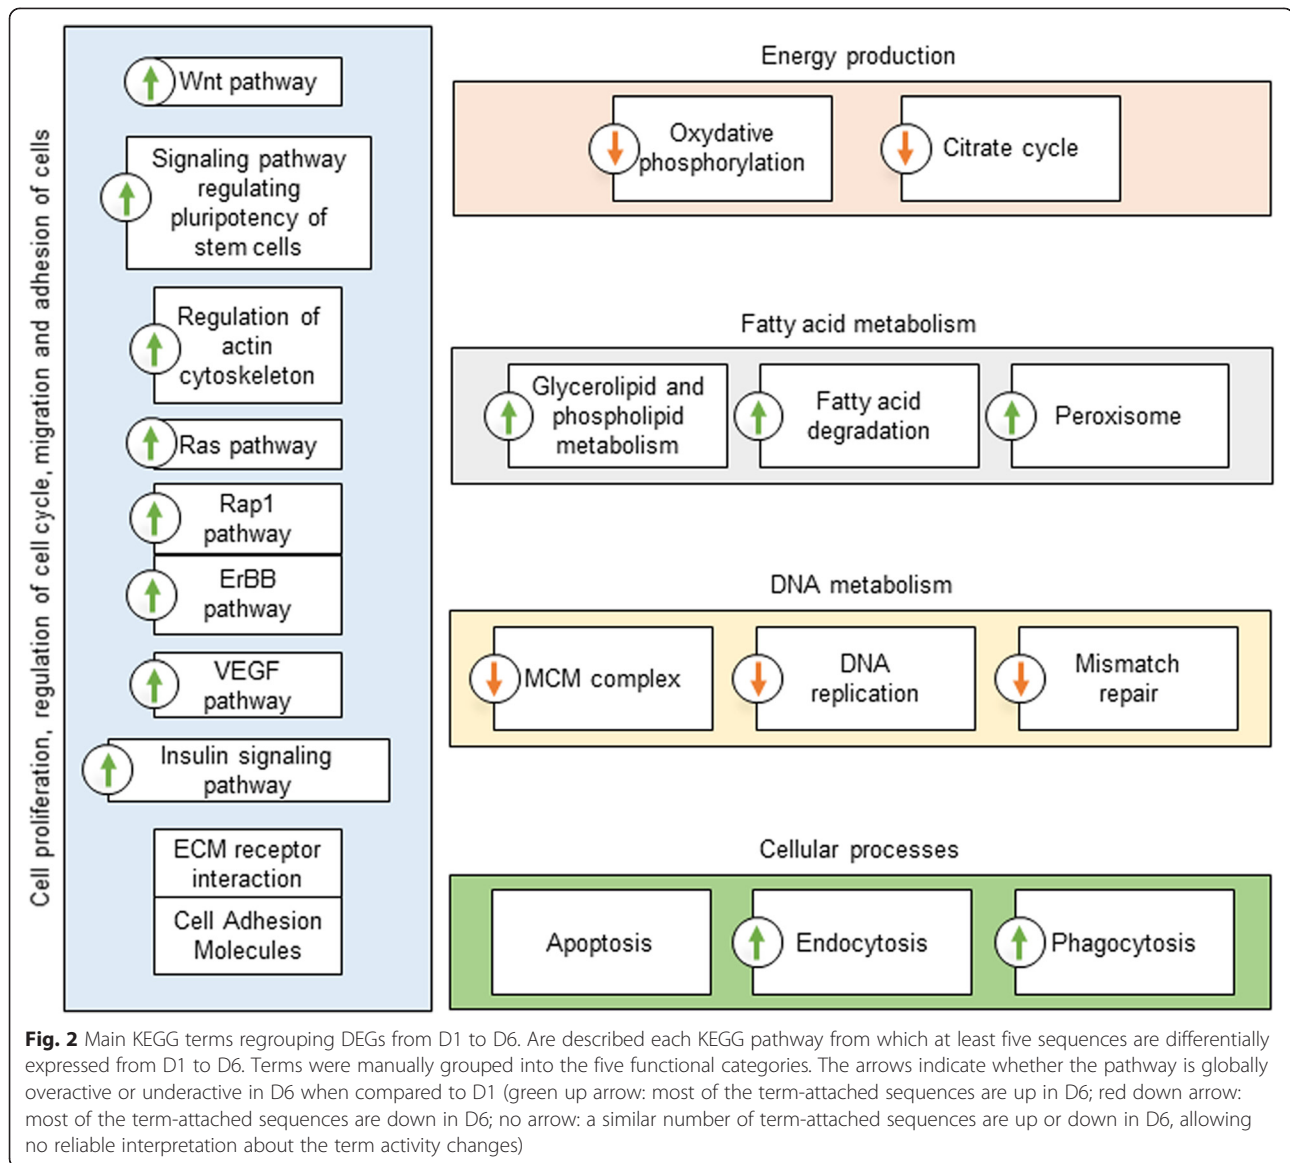 Cell proliferation, regulation of cell cycle, migration and adhesion of cells
Wnt pathway
Signaling pathway
regulating
pluripotency of
stem cells
Regulation of
actin
cytoskeleton
Ras pathway
Rap1
pathway
ErBB
pathway
VEGF
pathway
Insulin signaling
pathway
ECM receptor
interaction
Cell Adhesion
Molecules
Energy production
Oxydative
phosphorylation
Citrate cycle
Fatty acid metabolism
Glycerolipid and
phospholipid
metabolism
Fatty acid
degradation
Peroxisome
DNA metabolism
MCM complex
DNA
replication
Mismatch
repair
Cellular processes
Apoptosis
Endocytosis
Phagocytosis
Fig. 2 Main KEGG terms regrouping DEGs from D1 to D6. Are described each KEGG pathway from which at least five sequences are differentially
expressed from D1 to D6. Terms were manually grouped into the five functional categories. The arrows indicate whether the pathway is globally
overactive or underactive in D6 when compared to D1 (green up arrow: most of the term-attached sequences are up in D6; red down arrow:
most of the term-attached sequences are down in D6; no arrow: a similar number of term-attached sequences are up or down in D6, allowing
no reliable interpretation about the term activity changes)